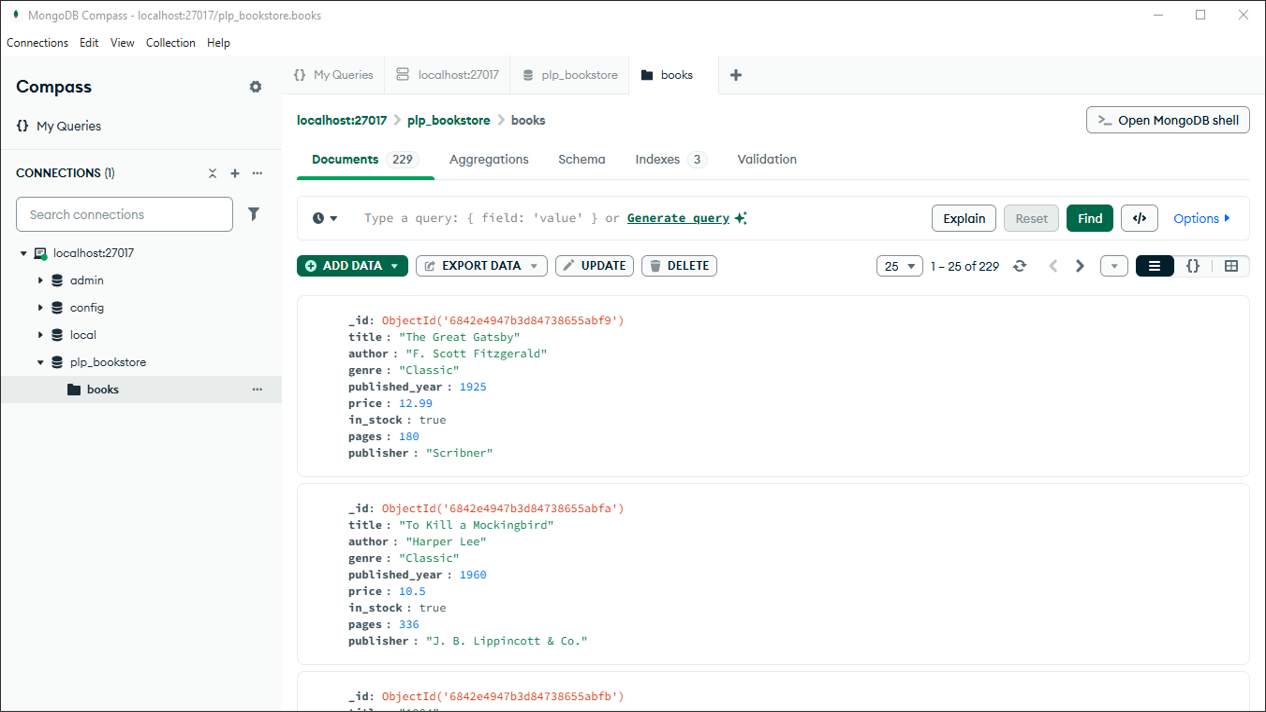 MongoDB Compass - localhost:27017/plp_bookstore.books
Connections Edit View Collection Help
Compass
{} My Queries
CONNECTIONS (1)
Search connections
localhost:27017
admin
config
local
plp_bookstore
books
{} My Queries localhost:27017 plp_bookstore books
localhost:27017 > plp_bookstore > books
>_ Open MongoDB shell
Documents 229 Aggregations Schema Indexes 3 Validation
Type a query: { field: 'value' } or Generate query
Explain Reset Find </> Options
ADD DATA EXPORT DATA UPDATE DELETE
25 1 – 25 of 229 {}
_id: ObjectId('6842e4947b3d84738655abf9')
title : "The Great Gatsby"
author : "F. Scott Fitzgerald"
genre : "Classic"
published_year : 1925
price : 12.99
in_stock : true
pages : 180
publisher : "Scribner"
_id: ObjectId('6842e4947b3d84738655abfa')
title : "To Kill a Mockingbird"
author : "Harper Lee"
genre : "Classic"
published_year : 1960
price : 10.5
in_stock : true
pages : 336
publisher : "J. B. Lippincott & Co."
_id: ObjectId('6842e4947b3d84738655abfb')